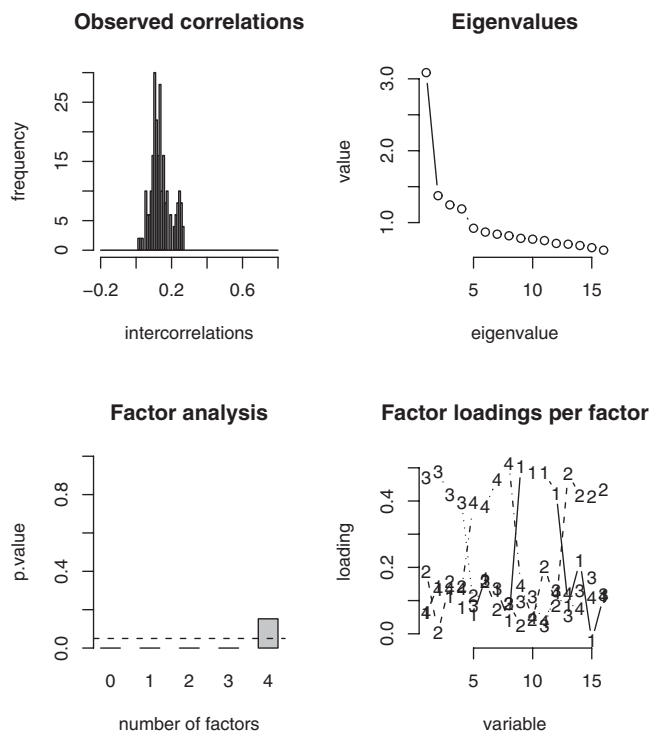 Observed correlations
25
15
5
0
frequency
−0.2
0.2
0.6
intercorrelations
Eigenvalues
3.0
2.0
1.0
value
5
10
15
eigenvalue
Factor analysis
0.8
0.4
0.0
p.value
0
1
2
3
4
number of factors
Factor loadings per factor
0.4
0.2
0.0
loading
5
10
15
variable